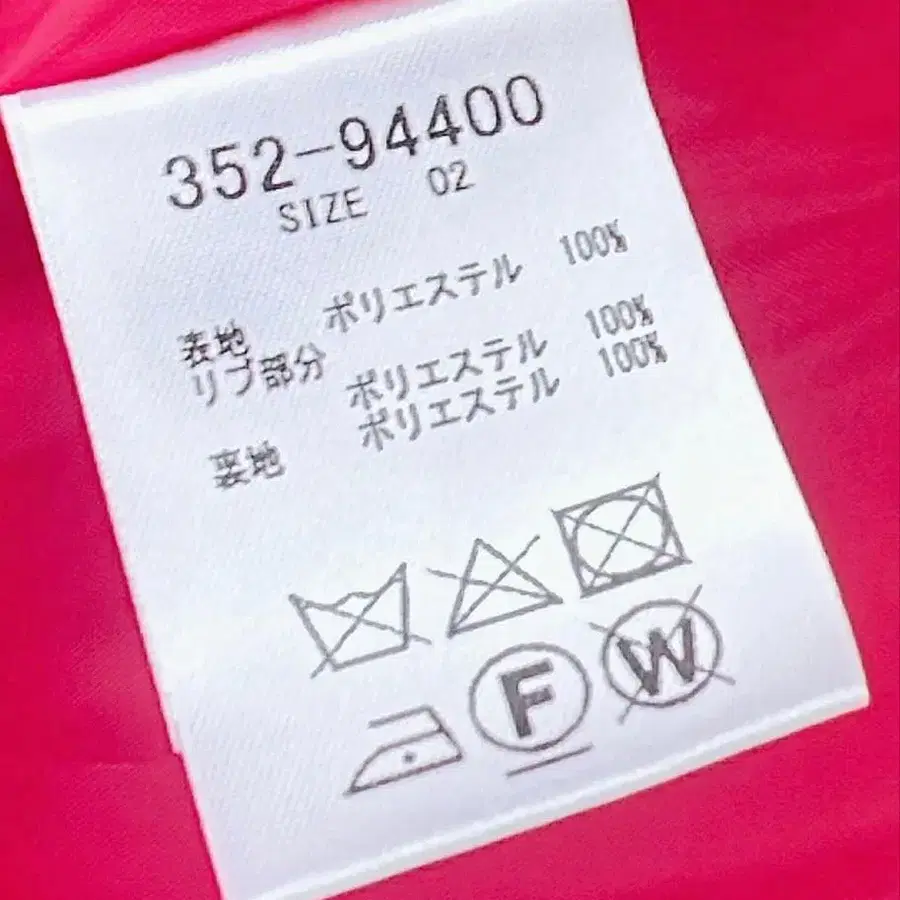 352-94400
SIZE 02
表地 ポリエステル 100%
リブ部分
ポリエステル 100%
裏地 ポリエステル 100%
F W